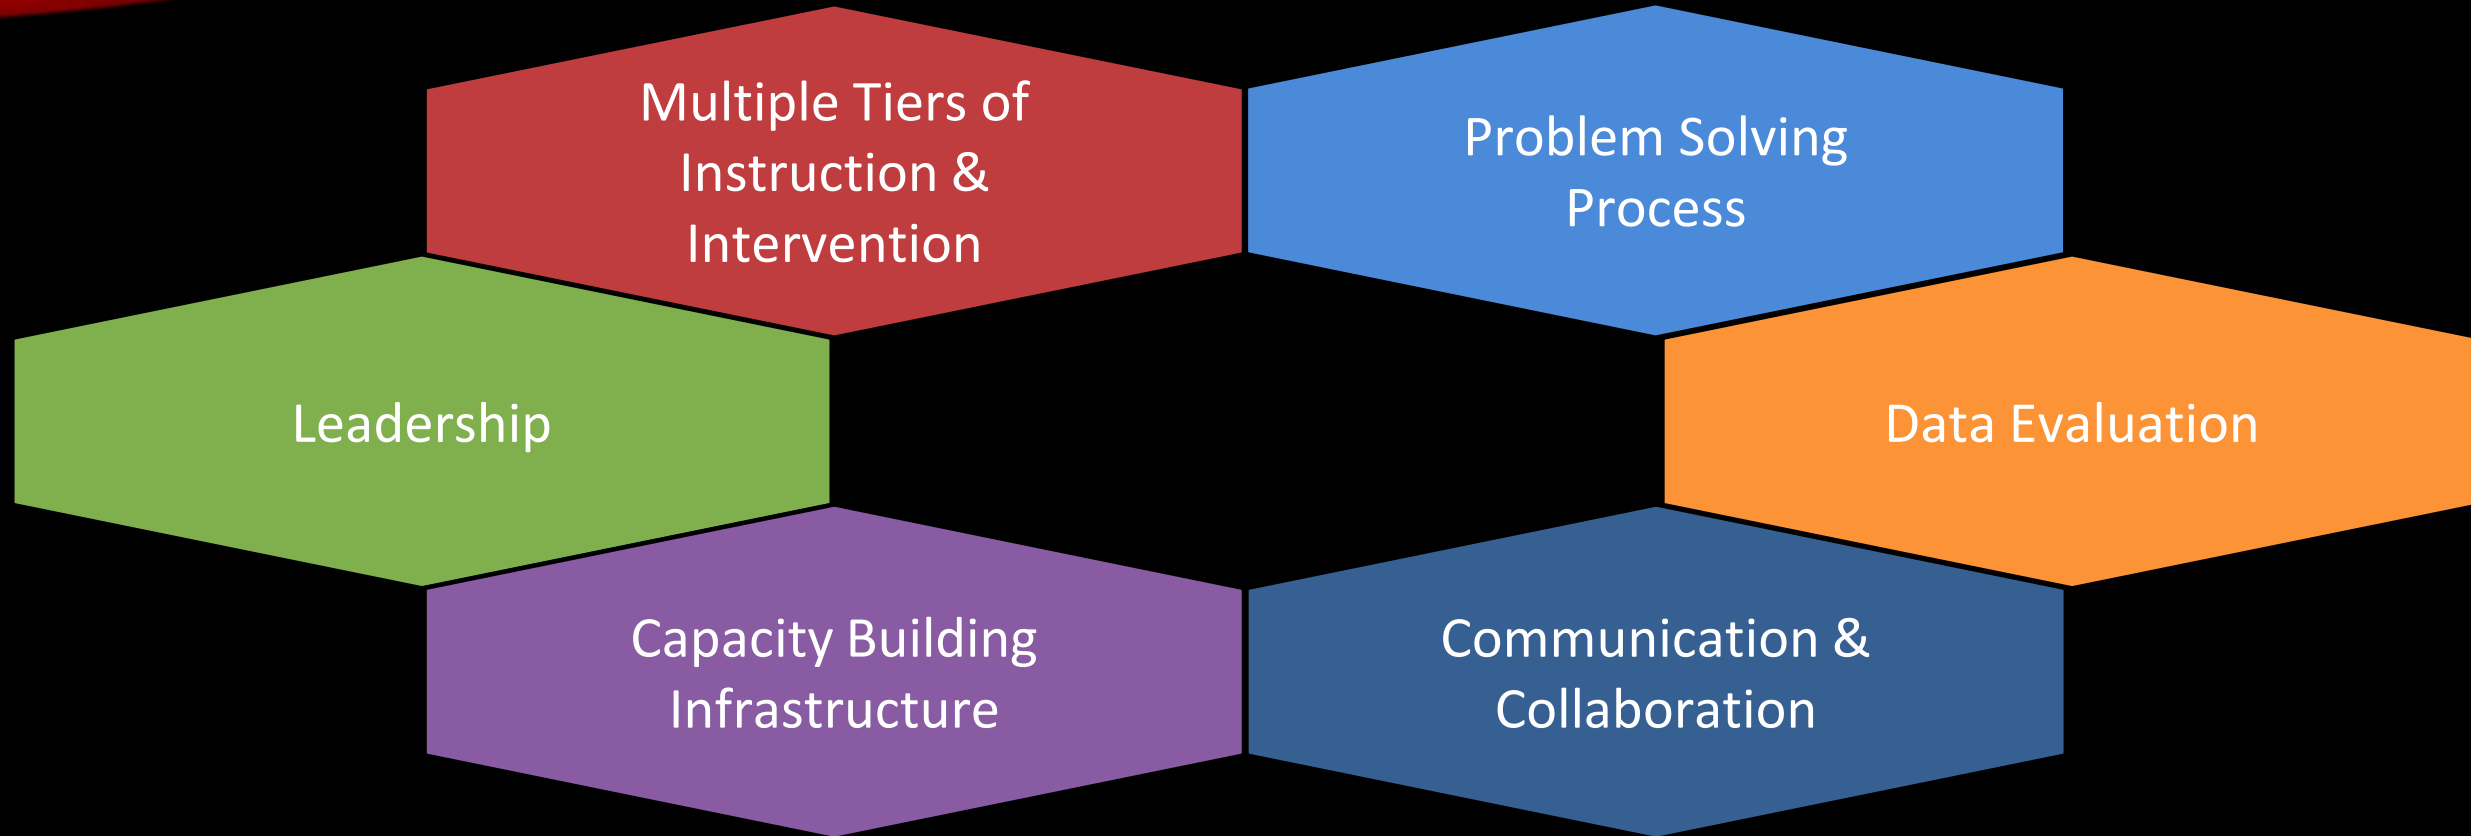 Multiple Tiers of
Instruction &
Intervention
Problem Solving
Process
Leadership
Data Evaluation
Capacity Building
Infrastructure
Communication &
Collaboration